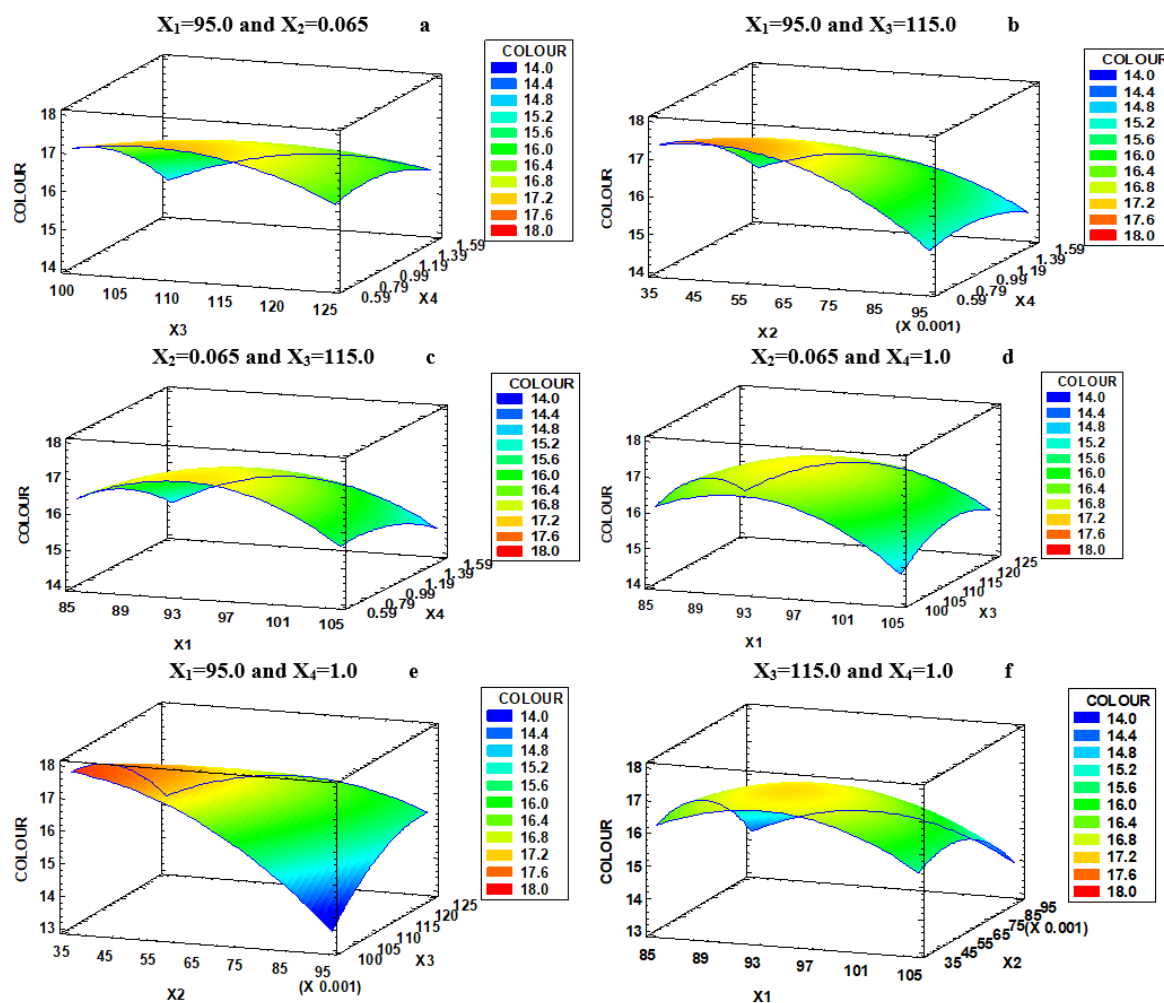 X₁=95.0 and X₂=0.065 a
COLOUR
14.0
14.4
14.8
15.2
15.6
16.0
16.4
16.8
17.2
17.6
18.0
COLOUR
18
17
16
15
14
100 105 110 115 120 125
X3
0.59 0.79 0.99 1.19 1.39 1.59
X4
X₁=95.0 and X₃=115.0 b
COLOUR
14.0
14.4
14.8
15.2
15.6
16.0
16.4
16.8
17.2
17.6
18.0
COLOUR
18
17
16
15
14
35 45 55 65 75 85 95
(X 0.001)
X2
0.59 0.79 0.99 1.19 1.39 1.59
X4
X₂=0.065 and X₃=115.0 c
COLOUR
14.0
14.4
14.8
15.2
15.6
16.0
16.4
16.8
17.2
17.6
18.0
COLOUR
18
17
16
15
14
85 89 93 97 101 105
X1
0.59 0.79 0.99 1.19 1.39 1.59
X4
X₂=0.065 and X₄=1.0 d
COLOUR
14.0
14.4
14.8
15.2
15.6
16.0
16.4
16.8
17.2
17.6
18.0
COLOUR
18
17
16
15
14
85 89 93 97 101 105
X1
100 105 110 115 120 125
X3
X₁=95.0 and X₄=1.0 e
COLOUR
14.0
14.4
14.8
15.2
15.6
16.0
16.4
16.8
17.2
17.6
18.0
COLOUR
18
17
16
15
14
13
35 45 55 65 75 85 95
(X 0.001)
X2
100 105 110 115 120 125
X3
X₃=115.0 and X₄=1.0 f
COLOUR
14.0
14.4
14.8
15.2
15.6
16.0
16.4
16.8
17.2
17.6
18.0
COLOUR
18
17
16
15
14
13
85 89 93 97 101 105
X1
35 45 55 65 75 85 95
(X 0.001)
X2